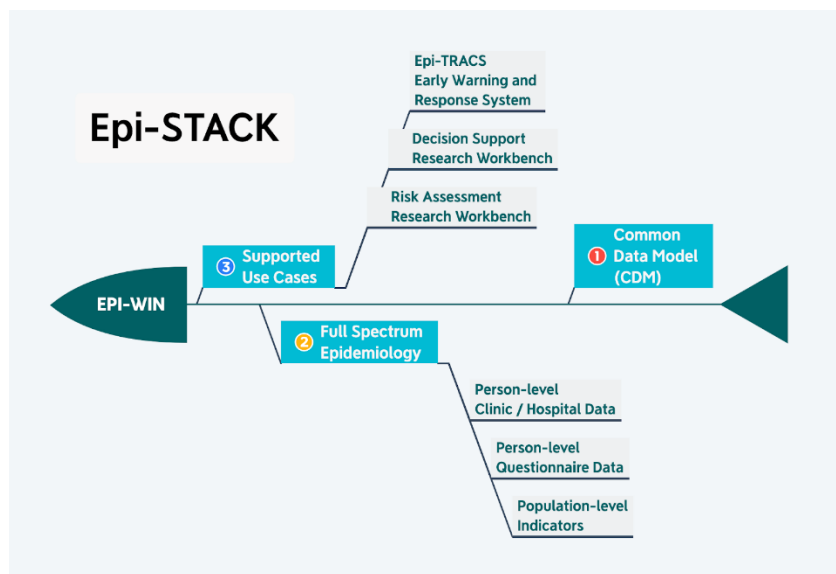 Epi-STACK
Epi-TRACS
Early Warning and
Response System
Decision Support
Research Workbench
Risk Assessment
Research Workbench
3 Supported
Use Cases
Common
1 Data Model
(CDM)
EPI-WIN
2 Full Spectrum
Epidemiology
Person-level
Clinic / Hospital Data
Person-level
Questionnaire Data
Population-level
Indicators